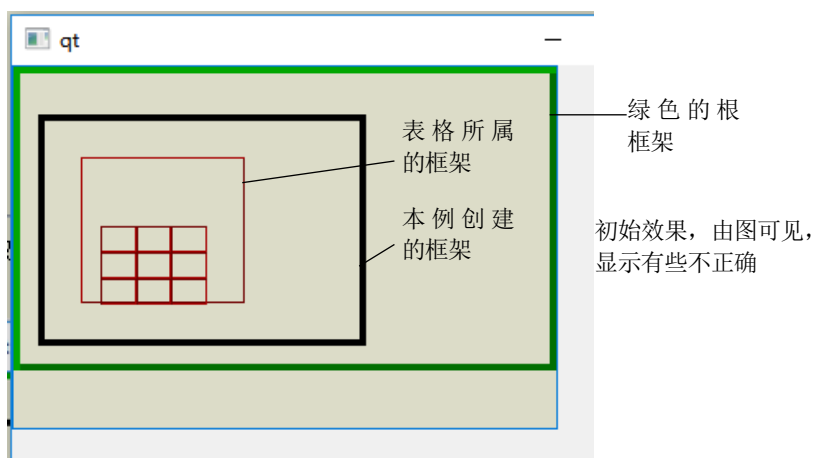 qt
表格所属
的框架
绿色的根
框架
本例创建
的框架
初始效果，由图可见，
显示有些不正确